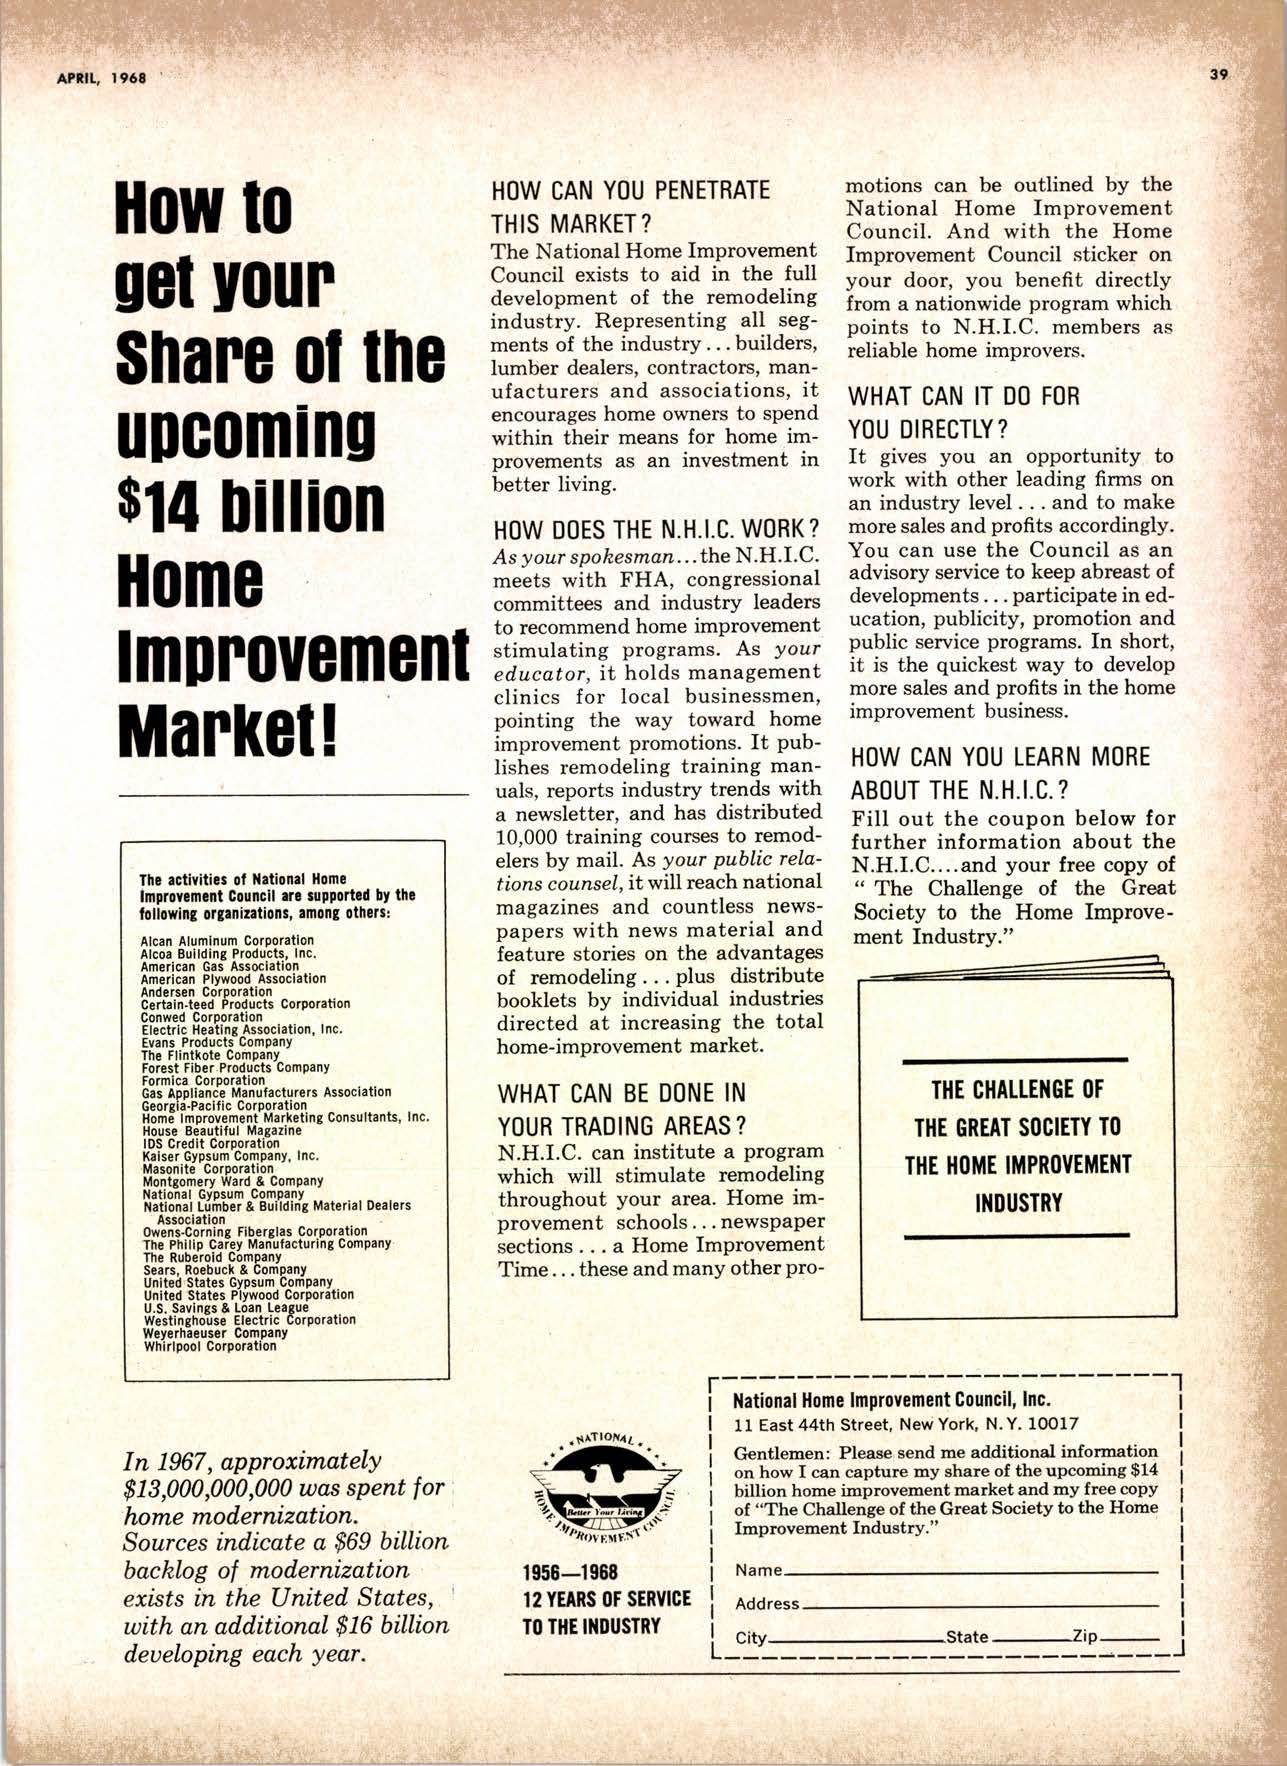 APRIL, 1968
39
How to
get your
Share of the
upcoming
$14 billion
Home
Improvement
Market!
The activities of National Home
Improvement Council are supported by the
following organizations, among others:
Alcan Aluminum Corporation
Alcoa Building Products, Inc.
American Gas Association
American Plywood Association
Andersen Corporation
Certain-teed Products Corporation
Conwed Corporation
Electric Heating Association, Inc.
Evans Products Company
The Flintkote Company
Forest Fiber Products Company
Formica Corporation
Gas Appliance Manufacturers Association
Georgia-Pacific Corporation
Home Improvement Marketing Consultants, Inc.
House Beautiful Magazine
IDS Credit Corporation
Kaiser Gypsum Company, Inc.
Masonite Corporation
Montgomery Ward & Company
National Gypsum Company
National Lumber & Building Material Dealers
Association
Owens-Corning Fiberglas Corporation
The Philip Carey Manufacturing Company
The Ruberoid Company
Sears, Roebuck & Company
United States Gypsum Company
United States Plywood Corporation
U.S. Savings & Loan League
Westinghouse Electric Corporation
Weyerhaeuser Company
Whirlpool Corporation
In 1967, approximately
$13,000,000,000 was spent for
home modernization.
Sources indicate a $69 billion
backlog of modernization
exists in the United States,
with an additional $16 billion
developing each year.
HOW CAN YOU PENETRATE
THIS MARKET?
The National Home Improvement
Council exists to aid in the full
development of the remodeling
industry. Representing all seg-
ments of the industry... builders,
lumber dealers, contractors, man-
ufacturers and associations, it
encourages home owners to spend
within their means for home im-
provements as an investment in
better living.
HOW DOES THE N.H.I.C. WORK?
As your spokesman...the N.H.I.C.
meets with FHA, congressional
committees and industry leaders
to recommend home improvement
stimulating programs. As your
educator, it holds management
clinics for local businessmen,
pointing the way toward home
improvement promotions. It pub-
lishes remodeling training man-
uals, reports industry trends with
a newsletter, and has distributed
10,000 training courses to remod-
elers by mail. As your public rela-
tions counsel, it will reach national
magazines and countless news-
papers with news material and
feature stories on the advantages
of remodeling... plus distribute
booklets by individual industries
directed at increasing the total
home-improvement market.
WHAT CAN BE DONE IN
YOUR TRADING AREAS?
N.H.I.C. can institute a program
which will stimulate remodeling
throughout your area. Home im-
provement schools... newspaper
sections... a Home Improvement
Time... these and many other pro-
motions can be outlined by the
National Home Improvement
Council. And with the Home
Improvement Council sticker on
your door, you benefit directly
from a nationwide program which
points to N.H.I.C. members as
reliable home improvers.
WHAT CAN IT DO FOR
YOU DIRECTLY?
It gives you an opportunity to
work with other leading firms on
an industry level... and to make
more sales and profits accordingly.
You can use the Council as an
advisory service to keep abreast of
developments... participate in ed-
ucation, publicity, promotion and
public service programs. In short,
it is the quickest way to develop
more sales and profits in the home
improvement business.
HOW CAN YOU LEARN MORE
ABOUT THE N.H.I.C.?
Fill out the coupon below for
further information about the
N.H.I.C....and your free copy of
" The Challenge of the Great
Society to the Home Improve-
ment Industry."
THE CHALLENGE OF
THE GREAT SOCIETY TO
THE HOME IMPROVEMENT
INDUSTRY
NATIONAL
HOME IMPROVEMENT COUNCIL
Better Your Living
1956—1968
12 YEARS OF SERVICE
TO THE INDUSTRY
National Home Improvement Council, Inc.
11 East 44th Street, New York, N. Y. 10017
Gentlemen: Please send me additional information
on how I can capture my share of the upcoming $14
billion home improvement market and my free copy
of "The Challenge of the Great Society to the Home
Improvement Industry."
Name
Address
City State Zip